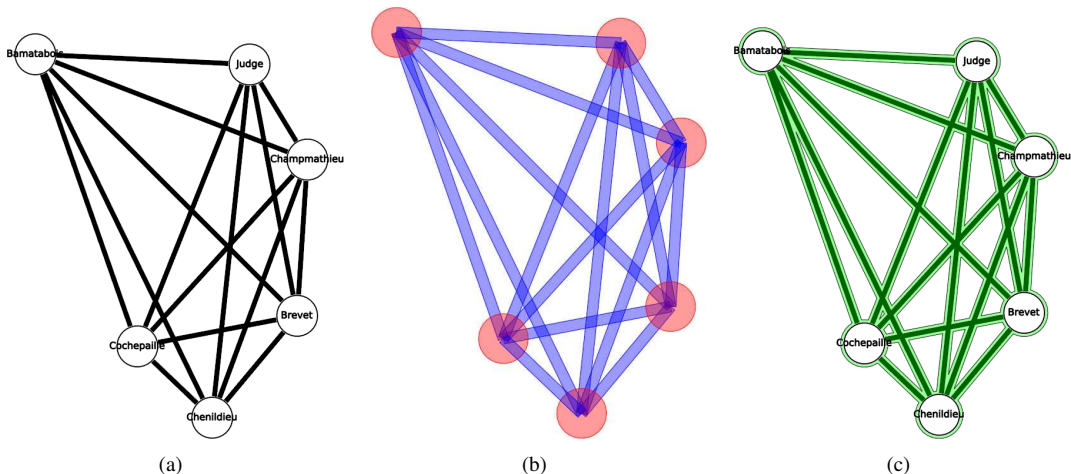 Bamatabois
Judge
Champmathieu
Brevet
Cochepaille
Chenildieu
(a)
(b)
Bamatabois
Judge
Champmathieu
Brevet
Cochepaille
Chenildieu
(c)